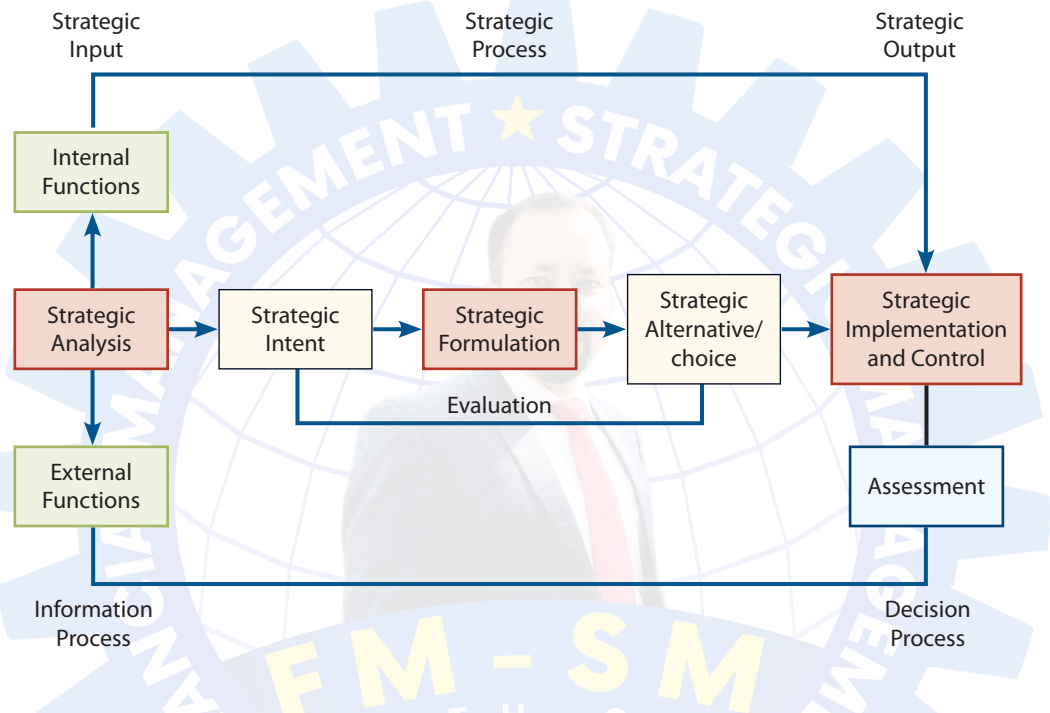 Strategic
Input
Strategic
Process
Strategic
Output
Internal
Functions
Strategic
Analysis
Strategic
Intent
Strategic
Formulation
Strategic
Alternative/
choice
Strategic
Implementation
and Control
Evaluation
External
Functions
Assessment
Information
Process
Decision
Process
MANAGEMENT ★ STRATEGIC MANAGEMENT
FM - SM